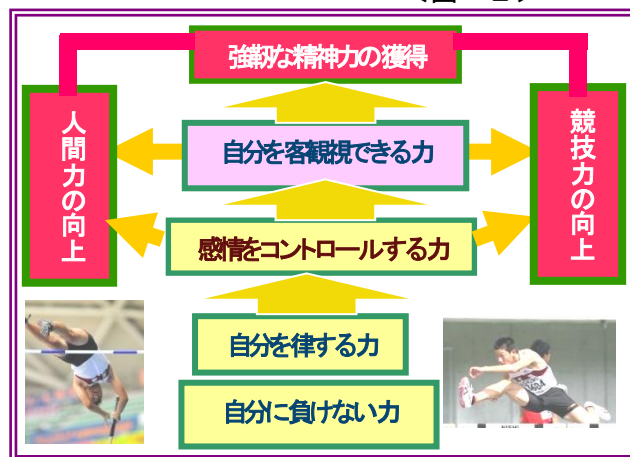 強靱な精神力の獲得
人間力の向上
競技力の向上
自分を客観視できる力
感情をコントロールする力
自分を律する力
自分に負けない力